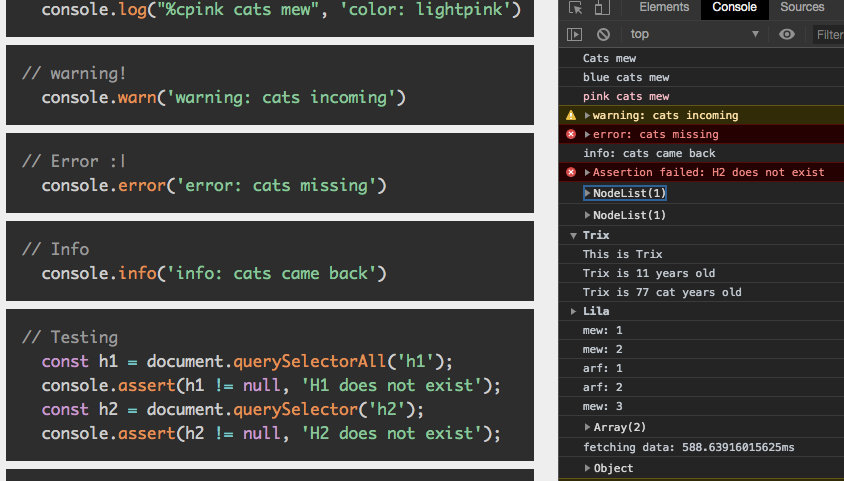 console.log("%cpink cats mew", 'color: lightpink')
// warning!
console.warn('warning: cats incoming')
// Error :|
console.error('error: cats missing')
// Info
console.info('info: cats came back')
// Testing
const h1 = document.querySelectorAll('h1');
console.assert(h1 != null, 'H1 does not exist');
const h2 = document.querySelector('h2');
console.assert(h2 != null, 'H2 does not exist');
Elements Console Sources
top Filter
Cats mew
blue cats mew
pink cats mew
warning: cats incoming
error: cats missing
info: cats came back
Assertion failed: H2 does not exist
NodeList(1)
NodeList(1)
Trix
This is Trix
Trix is 11 years old
Trix is 77 cat years old
Lila
mew: 1
mew: 2
arf: 1
arf: 2
mew: 3
Array(2)
fetching data: 588.63916015625ms
Object